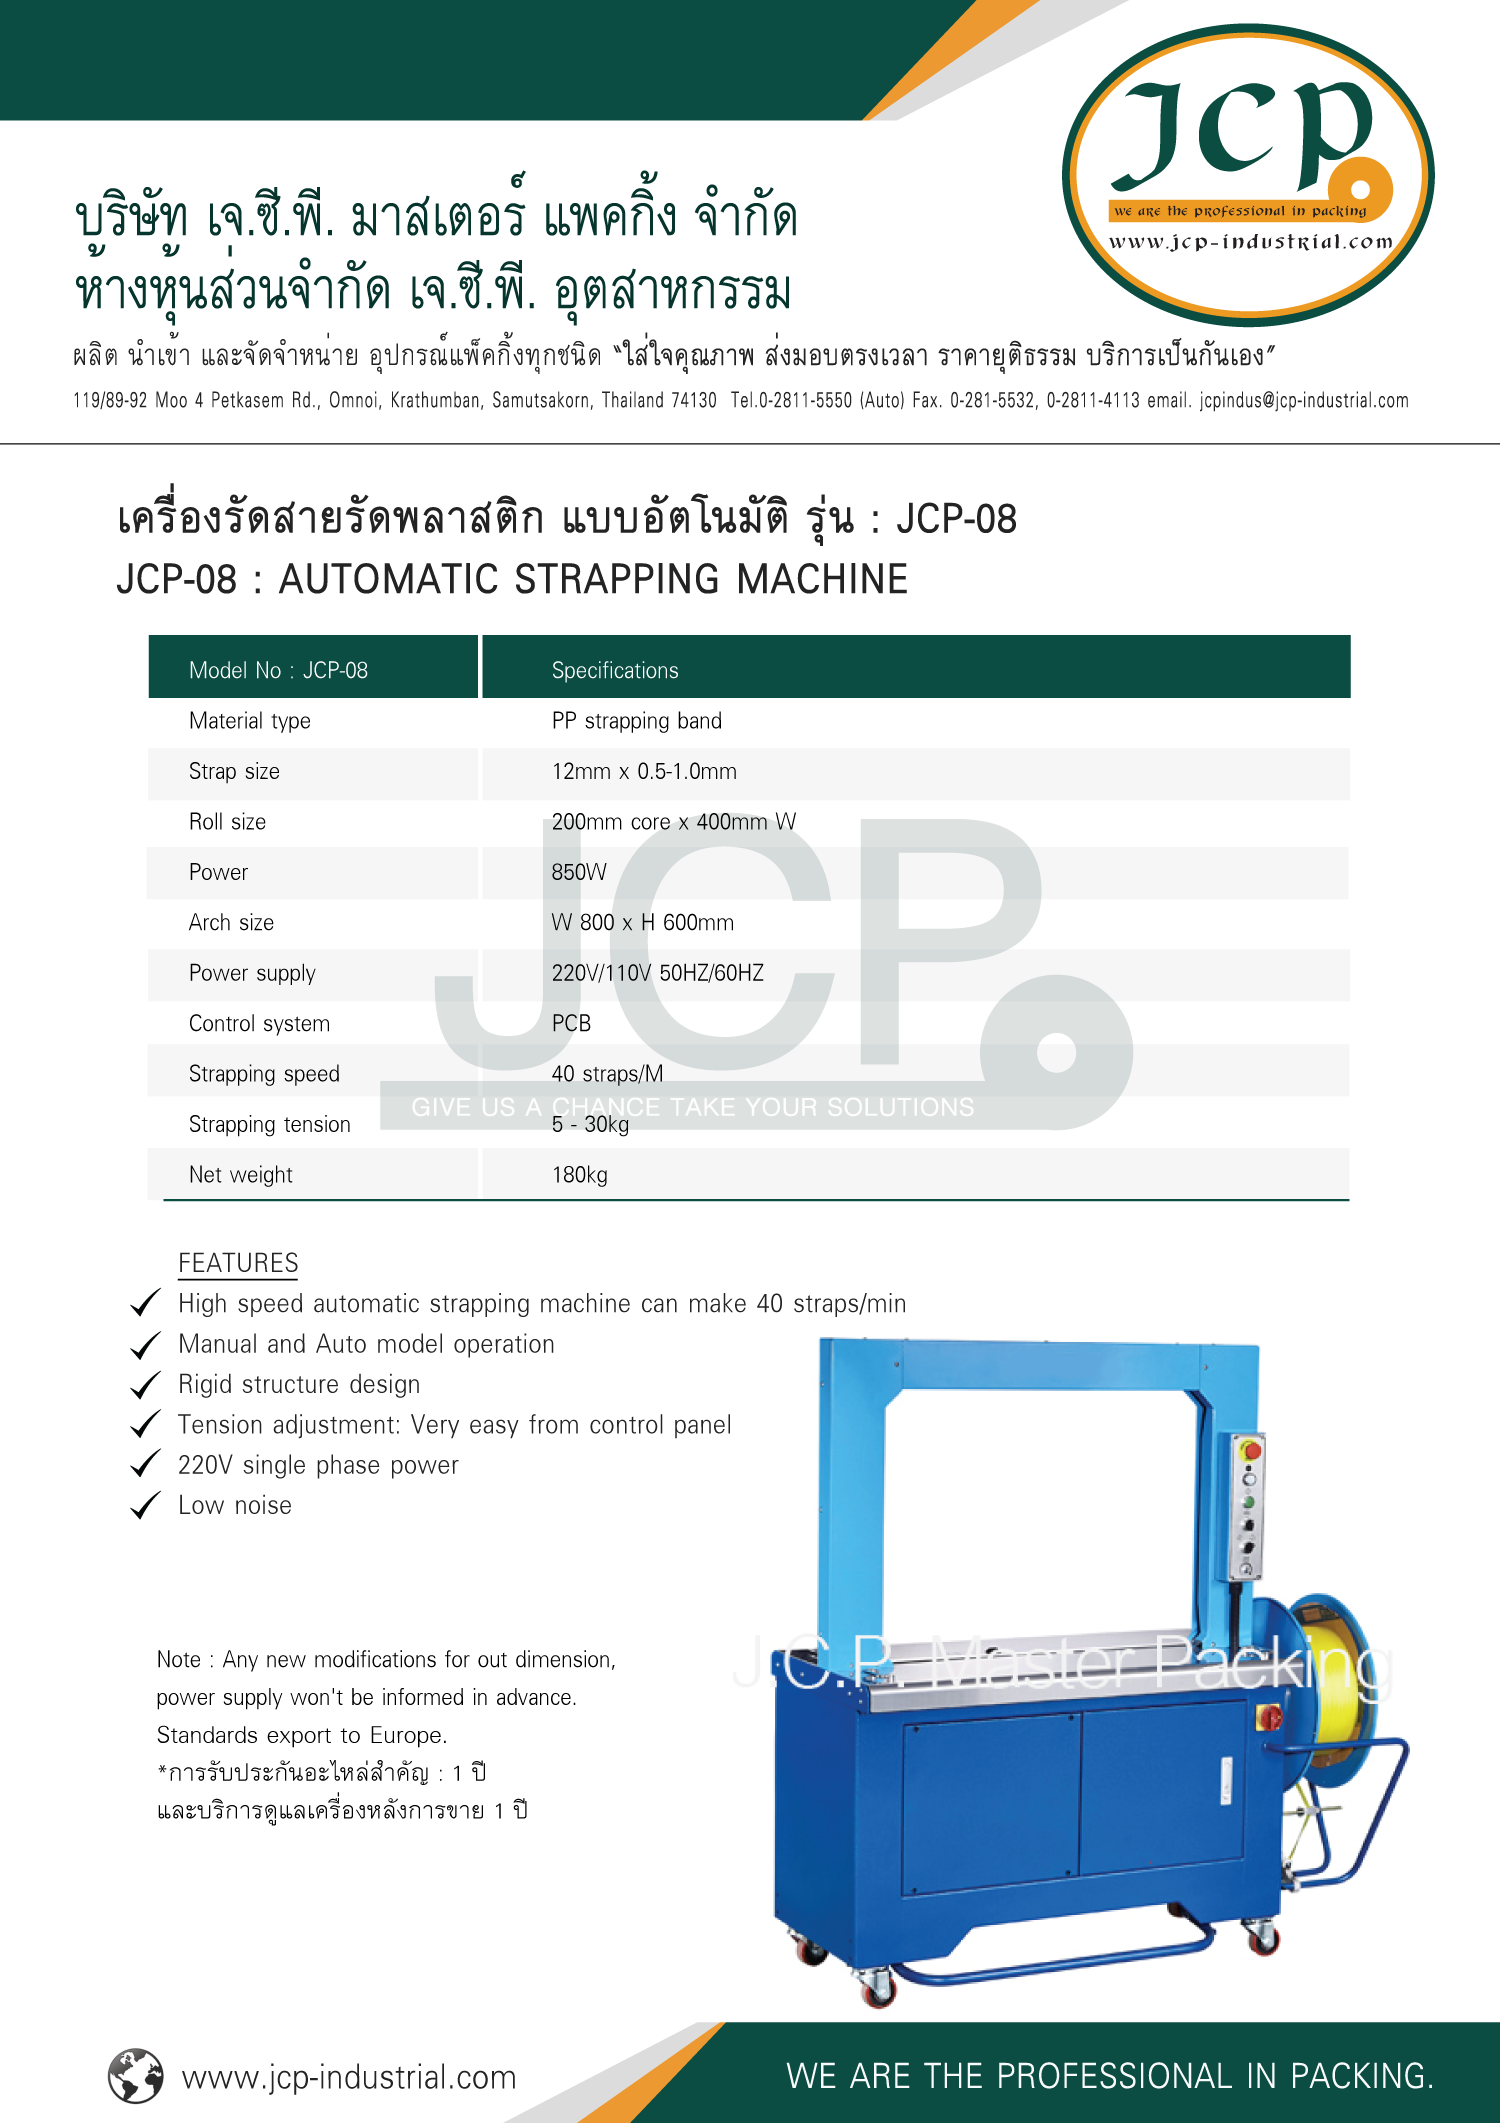 JCP
we are the professional in packing
www.jcp-industrial.com
บริษัท เจ.ซี.พี. มาสเตอร์ แพคกิ้ง จำกัด
ห้างหุ้นส่วนจำกัด เจ.ซี.พี. อุตสาหกรรม
ผลิต นำเข้า และจัดจำหน่าย อุปกรณ์แพ็คกิ้งทุกชนิด "ใส่ใจคุณภาพ ส่งมอบตรงเวลา ราคายุติธรรม บริการเป็นกันเอง"
119/89-92 Moo 4 Petkasem Rd., Omnoi, Krathumban, Samutsakorn, Thailand 74130 Tel.0-2811-5550 (Auto) Fax. 0-281-5532, 0-2811-4113 email. jcpindus@jcp-industrial.com
เครื่องรัดสายรัดพลาสติก แบบอัตโนมัติ รุ่น : JCP-08
JCP-08 : AUTOMATIC STRAPPING MACHINE
Model No : JCP-08 Specifications
Material type PP strapping band
Strap size 12mm x 0.5-1.0mm
Roll size 200mm core x 400mm W
Power 850W
Arch size W 800 x H 600mm
Power supply 220V/110V 50HZ/60HZ
Control system PCB
Strapping speed 40 straps/M
Strapping tension 5 - 30kg
Net weight 180kg
JCP
GIVE US A CHANCE TAKE YOUR SOLUTIONS
FEATURES
High speed automatic strapping machine can make 40 straps/min
Manual and Auto model operation
Rigid structure design
Tension adjustment: Very easy from control panel
220V single phase power
Low noise
J.C.P. Master Packing
Note : Any new modifications for out dimension,
power supply won't be informed in advance.
Standards export to Europe.
*การรับประกันอะไหล่สำคัญ : 1 ปี
และบริการดูแลเครื่องหลังการขาย 1 ปี
www.jcp-industrial.com
WE ARE THE PROFESSIONAL IN PACKING.